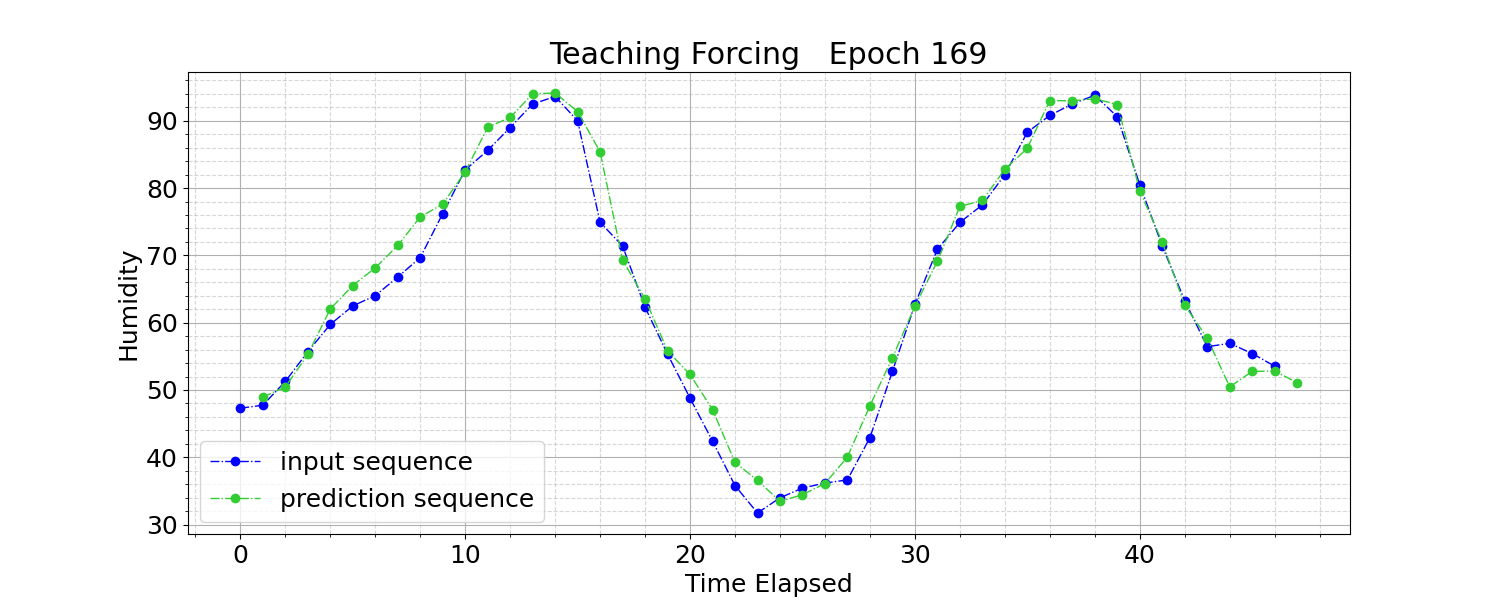 Teaching Forcing   Epoch 169
90
80
70
60
50
40
30
Humidity
input sequence
prediction sequence
0 10 20 30 40
Time Elapsed